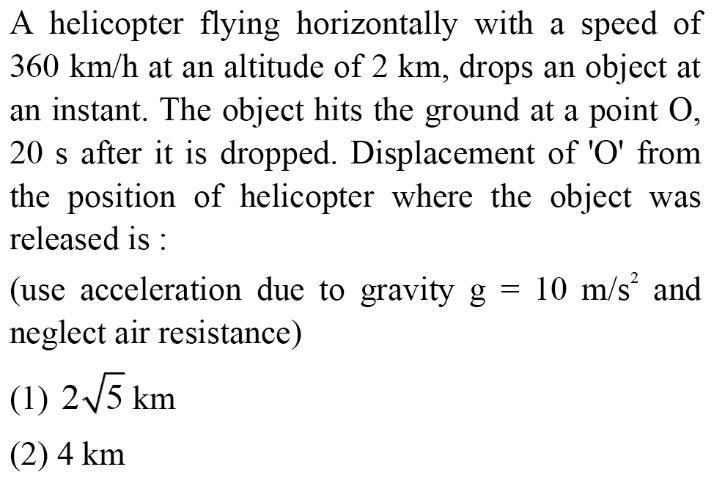 A helicopter flying horizontally with a speed of
360 km/h at an altitude of 2 km, drops an object at
an instant. The object hits the ground at a point O,
20 s after it is dropped. Displacement of 'O' from
the position of helicopter where the object was
released is :
(use acceleration due to gravity g = 10 m/s² and
neglect air resistance)
(1) 2√5 km
(2) 4 km